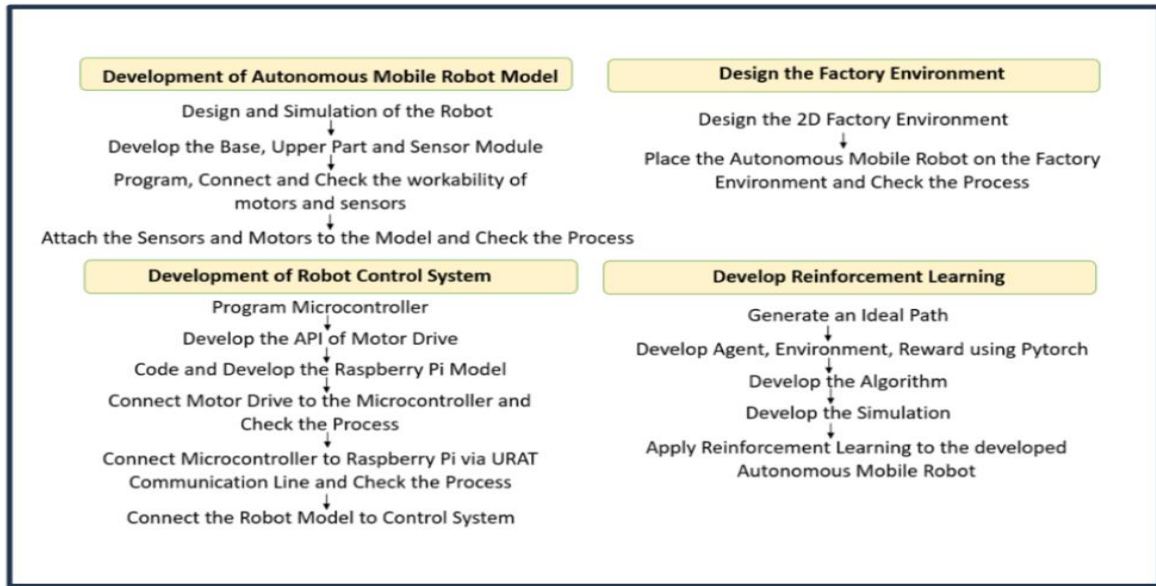 Development of Autonomous Mobile Robot Model
Design and Simulation of the Robot
Develop the Base, Upper Part and Sensor Module
Program, Connect and Check the workability of
motors and sensors
Attach the Sensors and Motors to the Model and Check the Process
Design the Factory Environment
Design the 2D Factory Environment
Place the Autonomous Mobile Robot on the Factory
Environment and Check the Process
Development of Robot Control System
Program Microcontroller
Develop the API of Motor Drive
Code and Develop the Raspberry Pi Model
Connect Motor Drive to the Microcontroller and
Check the Process
Connect Microcontroller to Raspberry Pi via URAT
Communication Line and Check the Process
Connect the Robot Model to Control System
Develop Reinforcement Learning
Generate an Ideal Path
Develop Agent, Environment, Reward using Pytorch
Develop the Algorithm
Develop the Simulation
Apply Reinforcement Learning to the developed
Autonomous Mobile Robot